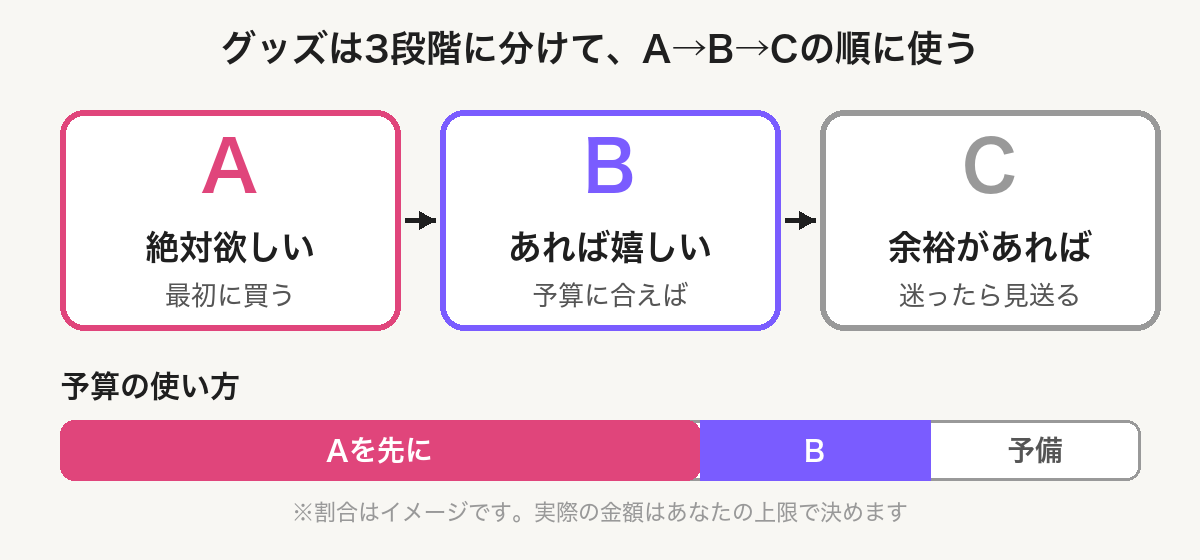 グッズは3段階に分けて、A→B→Cの順に使う
A
絶対欲しい
最初に買う
B
あれば嬉しい
予算に合えば
C
余裕があれば
迷ったら見送る
予算の使い方
Aを先に
B
予備
※割合はイメージです。実際の金額はあなたの上限で決めます